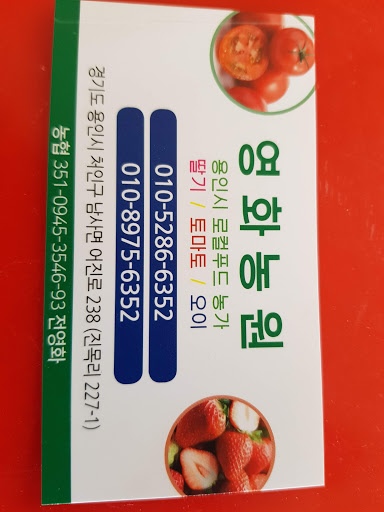 영화농원
용인시 로컬푸드 농가
딸기 / 토마토 / 오이
010-5286-6352
010-8975-6352
경기도 용인시 처인구 남사면 어진로 238 (진목리 227-1)
농협 351-0945-3546-93 전영화